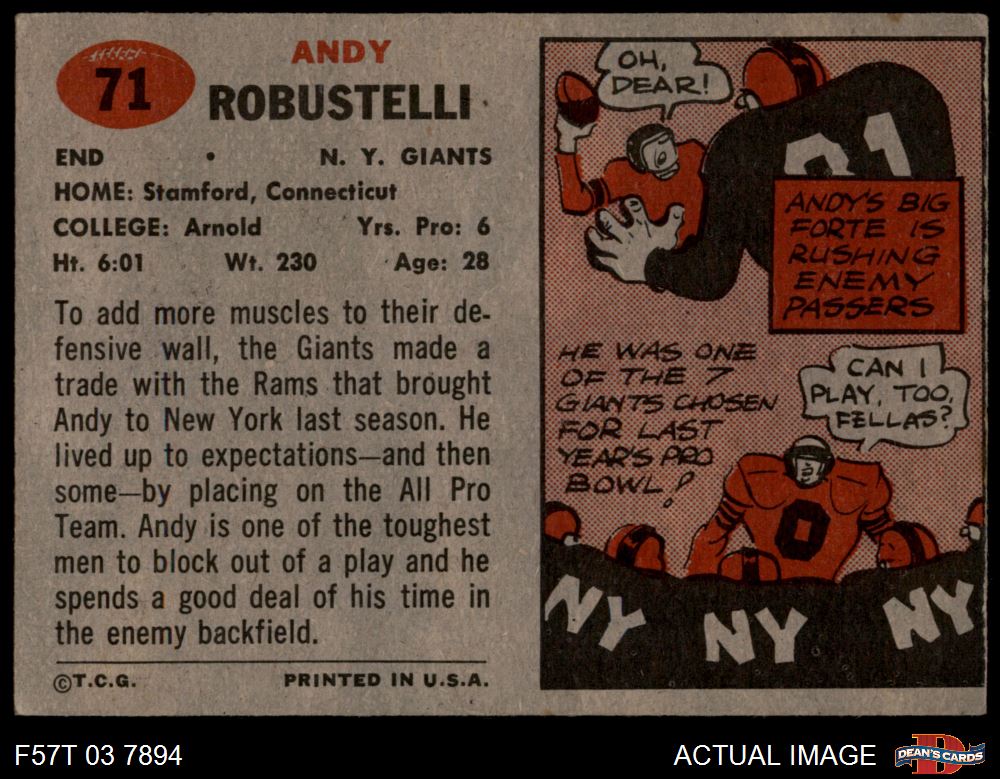 71
ANDY
ROBUSTELLI
END • N. Y. GIANTS
HOME: Stamford, Connecticut
COLLEGE: Arnold Yrs. Pro: 6
Ht. 6:01 Wt. 230 Age: 28
To add more muscles to their de-
fensive wall, the Giants made a
trade with the Rams that brought
Andy to New York last season. He
lived up to expectations—and then
some—by placing on the All Pro
Team. Andy is one of the toughest
men to block out of a play and he
spends a good deal of his time in
the enemy backfield.
©T.C.G. PRINTED IN U.S.A.
OH,
DEAR!
81
ANDY'S BIG
FORTE IS
RUSHING
ENEMY
PASSERS
HE WAS ONE
OF THE 7
GIANTS CHOSEN
FOR LAST
YEAR'S PRO
BOWL!
CAN I
PLAY, TOO,
FELLAS?
0
NY NY NY
F57T 03 7894
ACTUAL IMAGE
DEAN'S CARDS